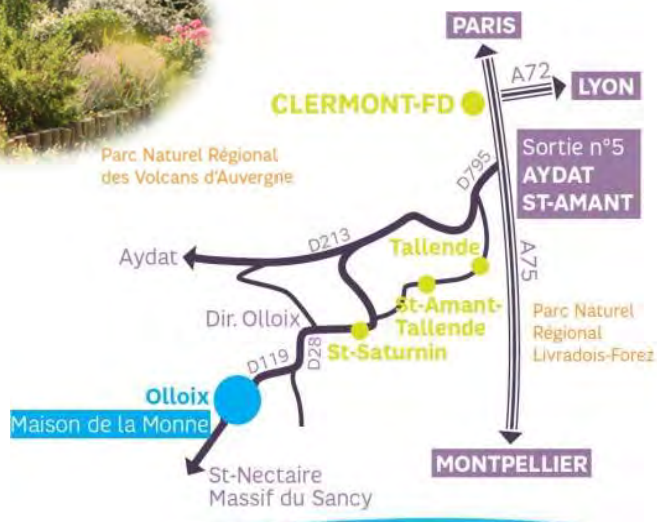 PARIS
A72
LYON
CLERMONT-FD
Parc Naturel Régional
des Volcans d'Auvergne
D795
Sortie n°5
AYDAT
ST-AMANT
D213
Aydat
Tallende
A75
St-Amant-
Tallende
Dir. Olloix
D28
St-Saturnin
Parc Naturel
Régional
Livradois-Forez
D119
Olloix
Maison de la Monne
MONTPELLIER
St-Nectaire
Massif du Sancy